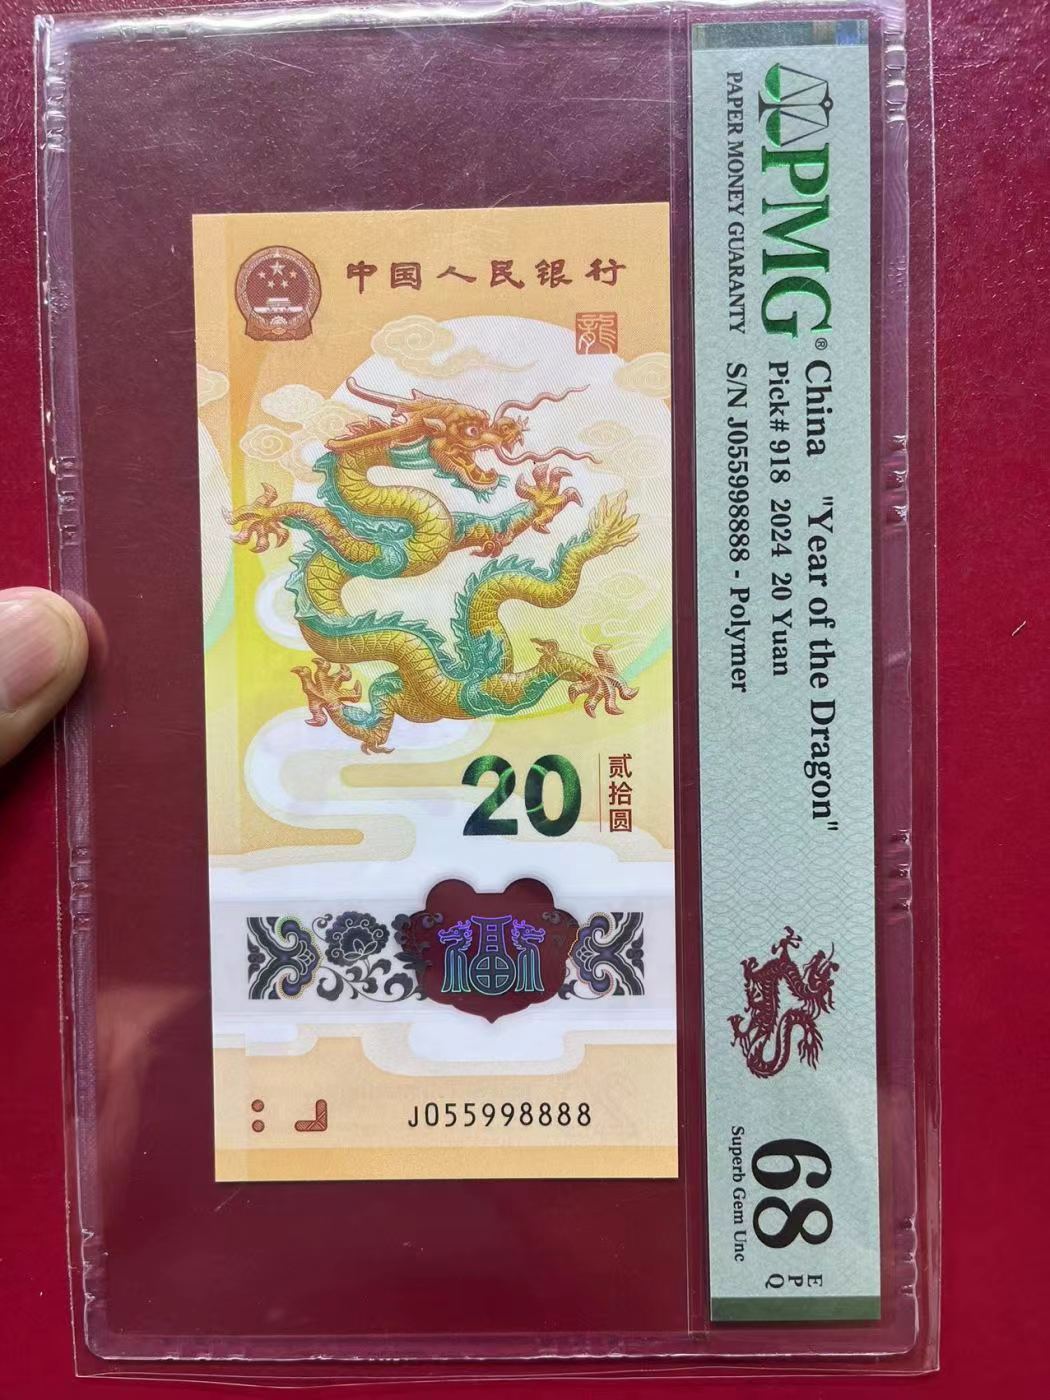 中国人民银行
龍
20
贰拾圆
J055998888
PMG®
PAPER MONEY GUARANTY
China "Year of the Dragon"
Pick# 918 2024 20 Yuan
S/N J055998888 - Polymer
68
EPQ
Superb Gem Unc